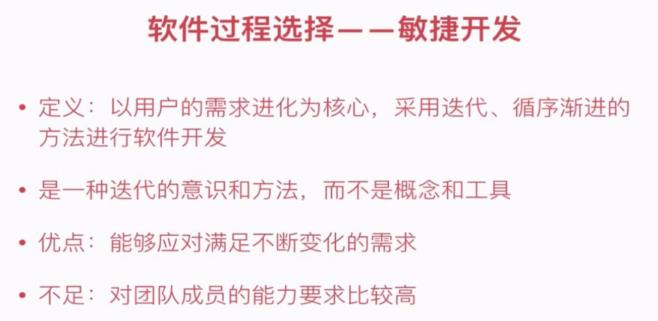 软件过程选择——敏捷开发
• 定义：以用户的需求进化为核心，采用迭代、循序渐进的
方法进行软件开发
• 是一种迭代的意识和方法，而不是概念和工具
• 优点：能够应对满足不断变化的需求
• 不足：对团队成员的能力要求比较高